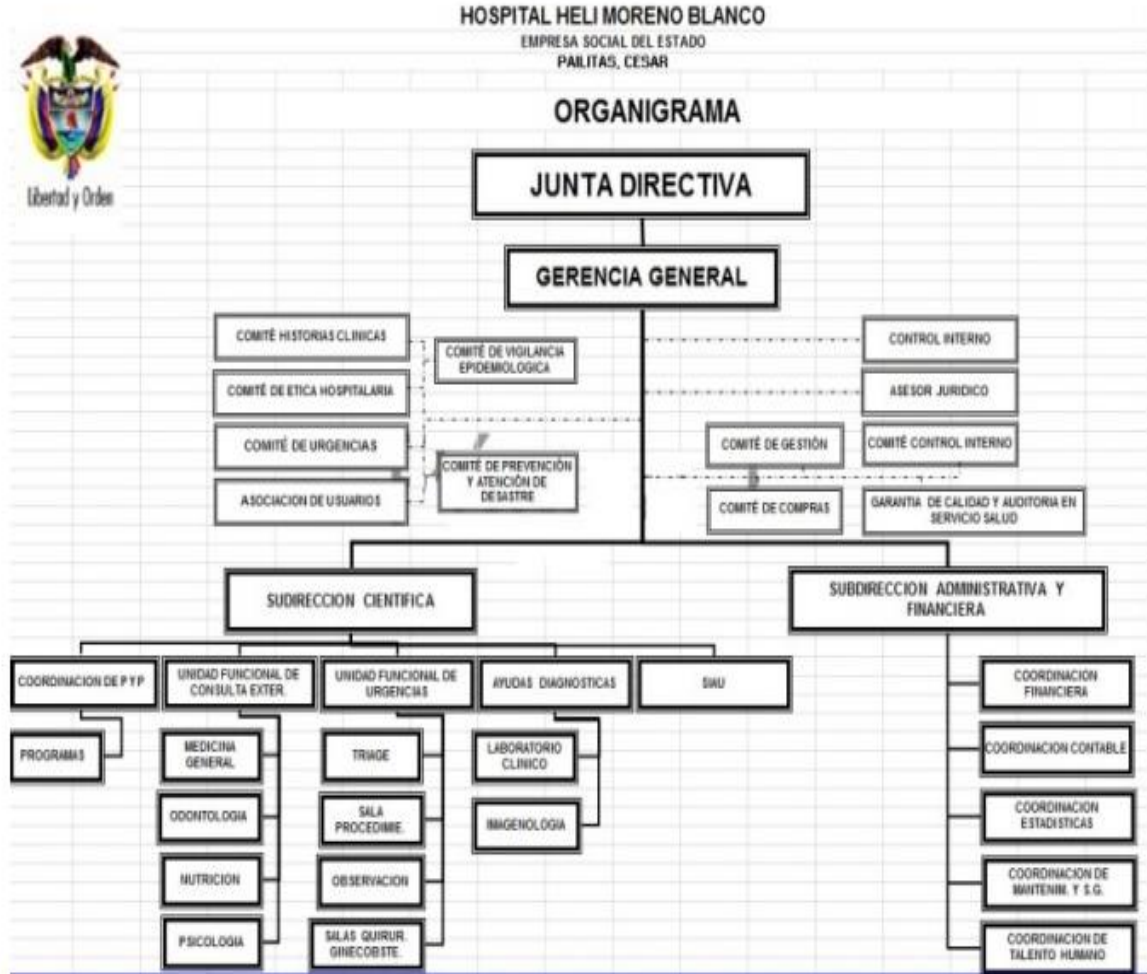 HOSPITAL HELI MORENO BLANCO
EMPRESA SOCIAL DEL ESTADO
PAILITAS, CESAR
Libertad y Orden
ORGANIGRAMA
JUNTA DIRECTIVA
GERENCIA GENERAL
COMITÉ HISTORIAS CLINICAS
COMITÉ DE VIGILANCIA
EPIDEMIOLOGICA
COMITÉ DE ETICA HOSPITALARIA
COMITÉ DE URGENCIAS
COMITÉ DE PREVENCIÓN
Y ATENCIÓN DE
DESASTRE
ASOCIACION DE USUARIOS
CONTROL INTERNO
ASESOR JURIDICO
COMITÉ DE GESTIÓN
COMITÉ CONTROL INTERNO
COMITÉ DE COMPRAS
GARANTIA DE CALIDAD Y AUDITORIA EN
SERVICIO SALUD
SUDIRECCION CIENTIFICA
SUBDIRECCION ADMINISTRATIVA Y
FINANCIERA
COORDINACION DE P Y P
PROGRAMAS
UNIDAD FUNCIONAL DE
CONSULTA EXTER.
MEDICINA
GENERAL
ODONTOLOGIA
NUTRICION
PSICOLOGIA
UNIDAD FUNCIONAL DE
URGENCIAS
TRIAGE
SALA
PROCEDIMIE.
OBSERVACION
SALAS QUIRUR.
GINECOBSTE.
AYUDAS DIAGNOSTICAS
LABORATORIO
CLINICO
IMAGENOLOGIA
SIAU
COORDINACION
FINANCIERA
COORDINACION CONTABLE
COORDINACION
ESTADISTICAS
COORDINACION DE
MANTENIM. Y S.G.
COORDINACION DE
TALENTO HUMANO